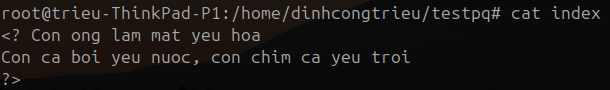 root@trieu-ThinkPad-P1:/home/dinhcongtrieu/testpq# cat index
<? Con ong lam mat yeu hoa
Con ca boi yeu nuoc, con chim ca yeu troi
?>